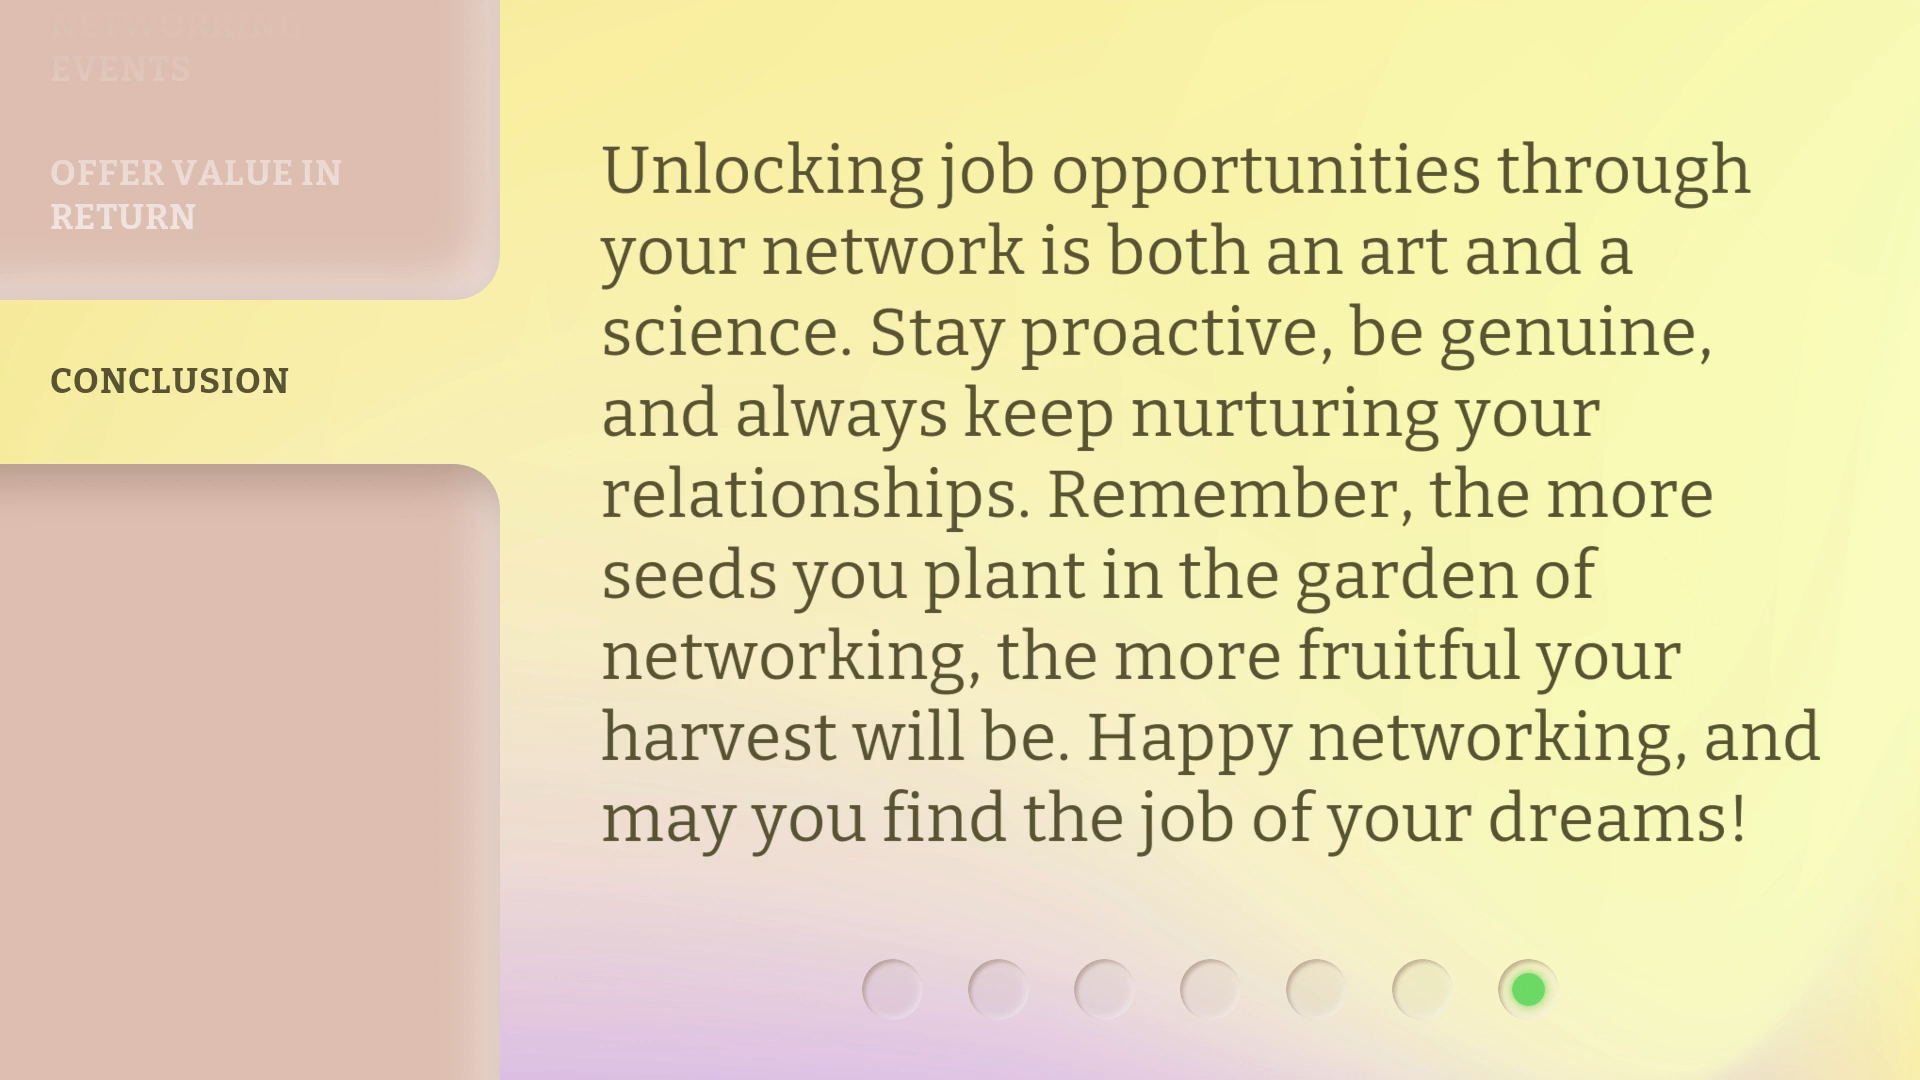 NETWORKING
EVENTS
OFFER VALUE IN
RETURN
CONCLUSION
Unlocking job opportunities through
your network is both an art and a
science. Stay proactive, be genuine,
and always keep nurturing your
relationships. Remember, the more
seeds you plant in the garden of
networking, the more fruitful your
harvest will be. Happy networking, and
may you find the job of your dreams!